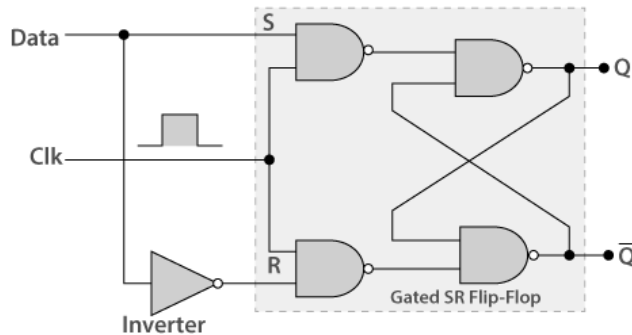 Data
S
Q
Clk
R
Q̅
Gated SR Flip-Flop
Inverter